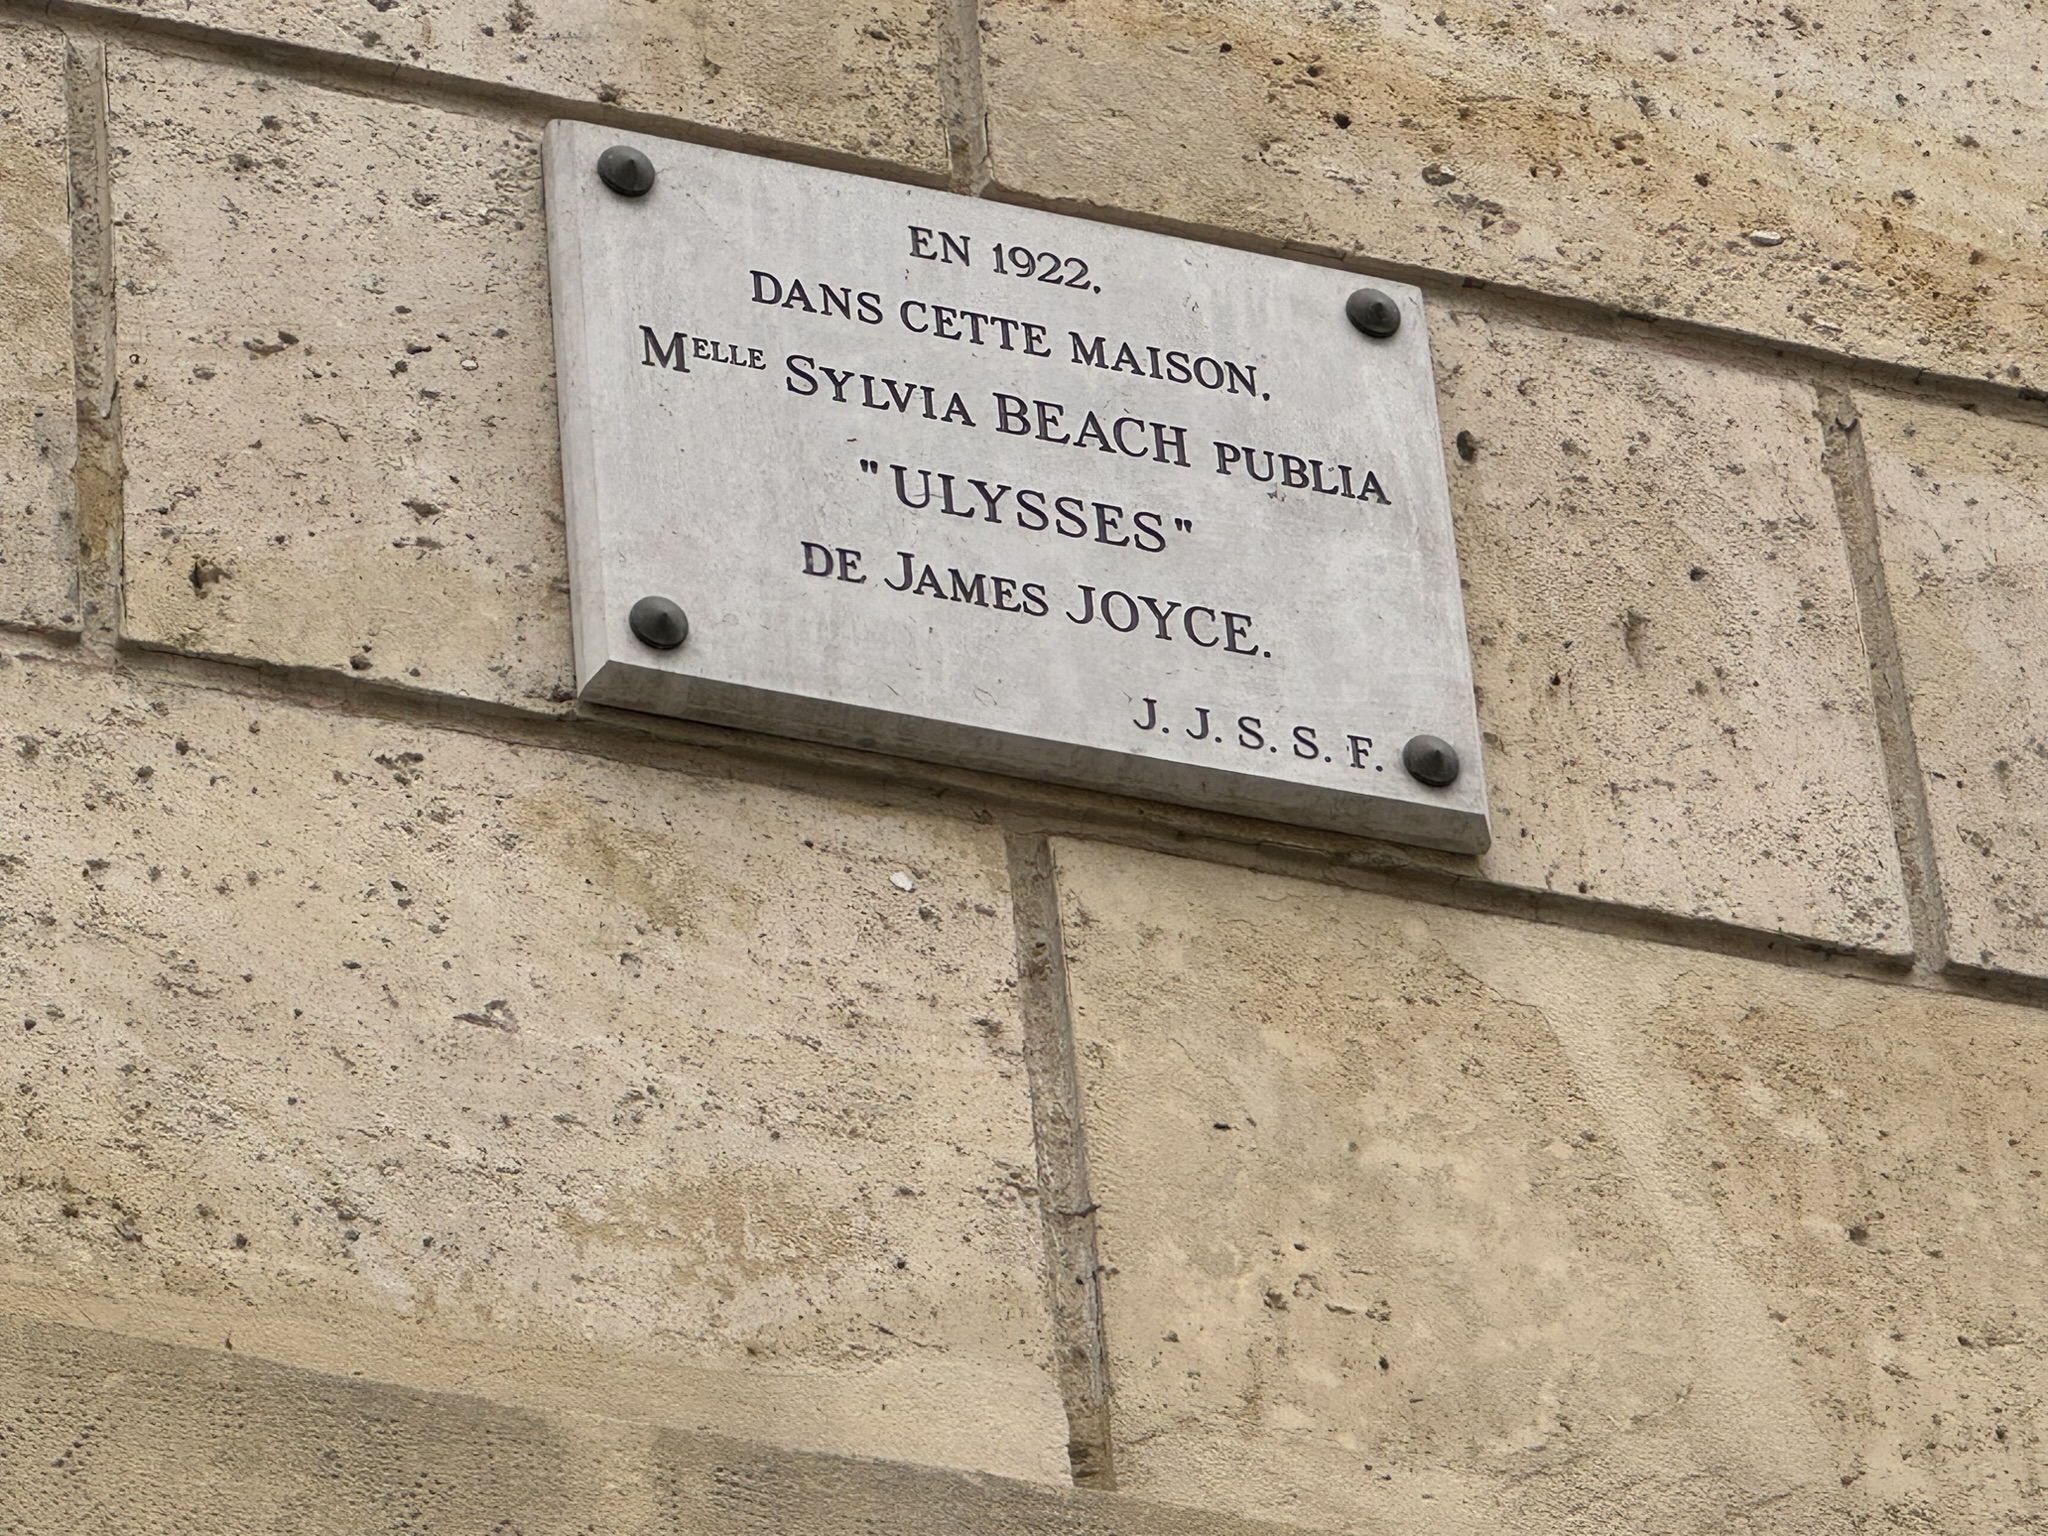 EN 1922.
DANS CETTE MAISON.
MELLE SYLVIA BEACH PUBLIA
"ULYSSES"
DE JAMES JOYCE.
J. J. S. S. F.